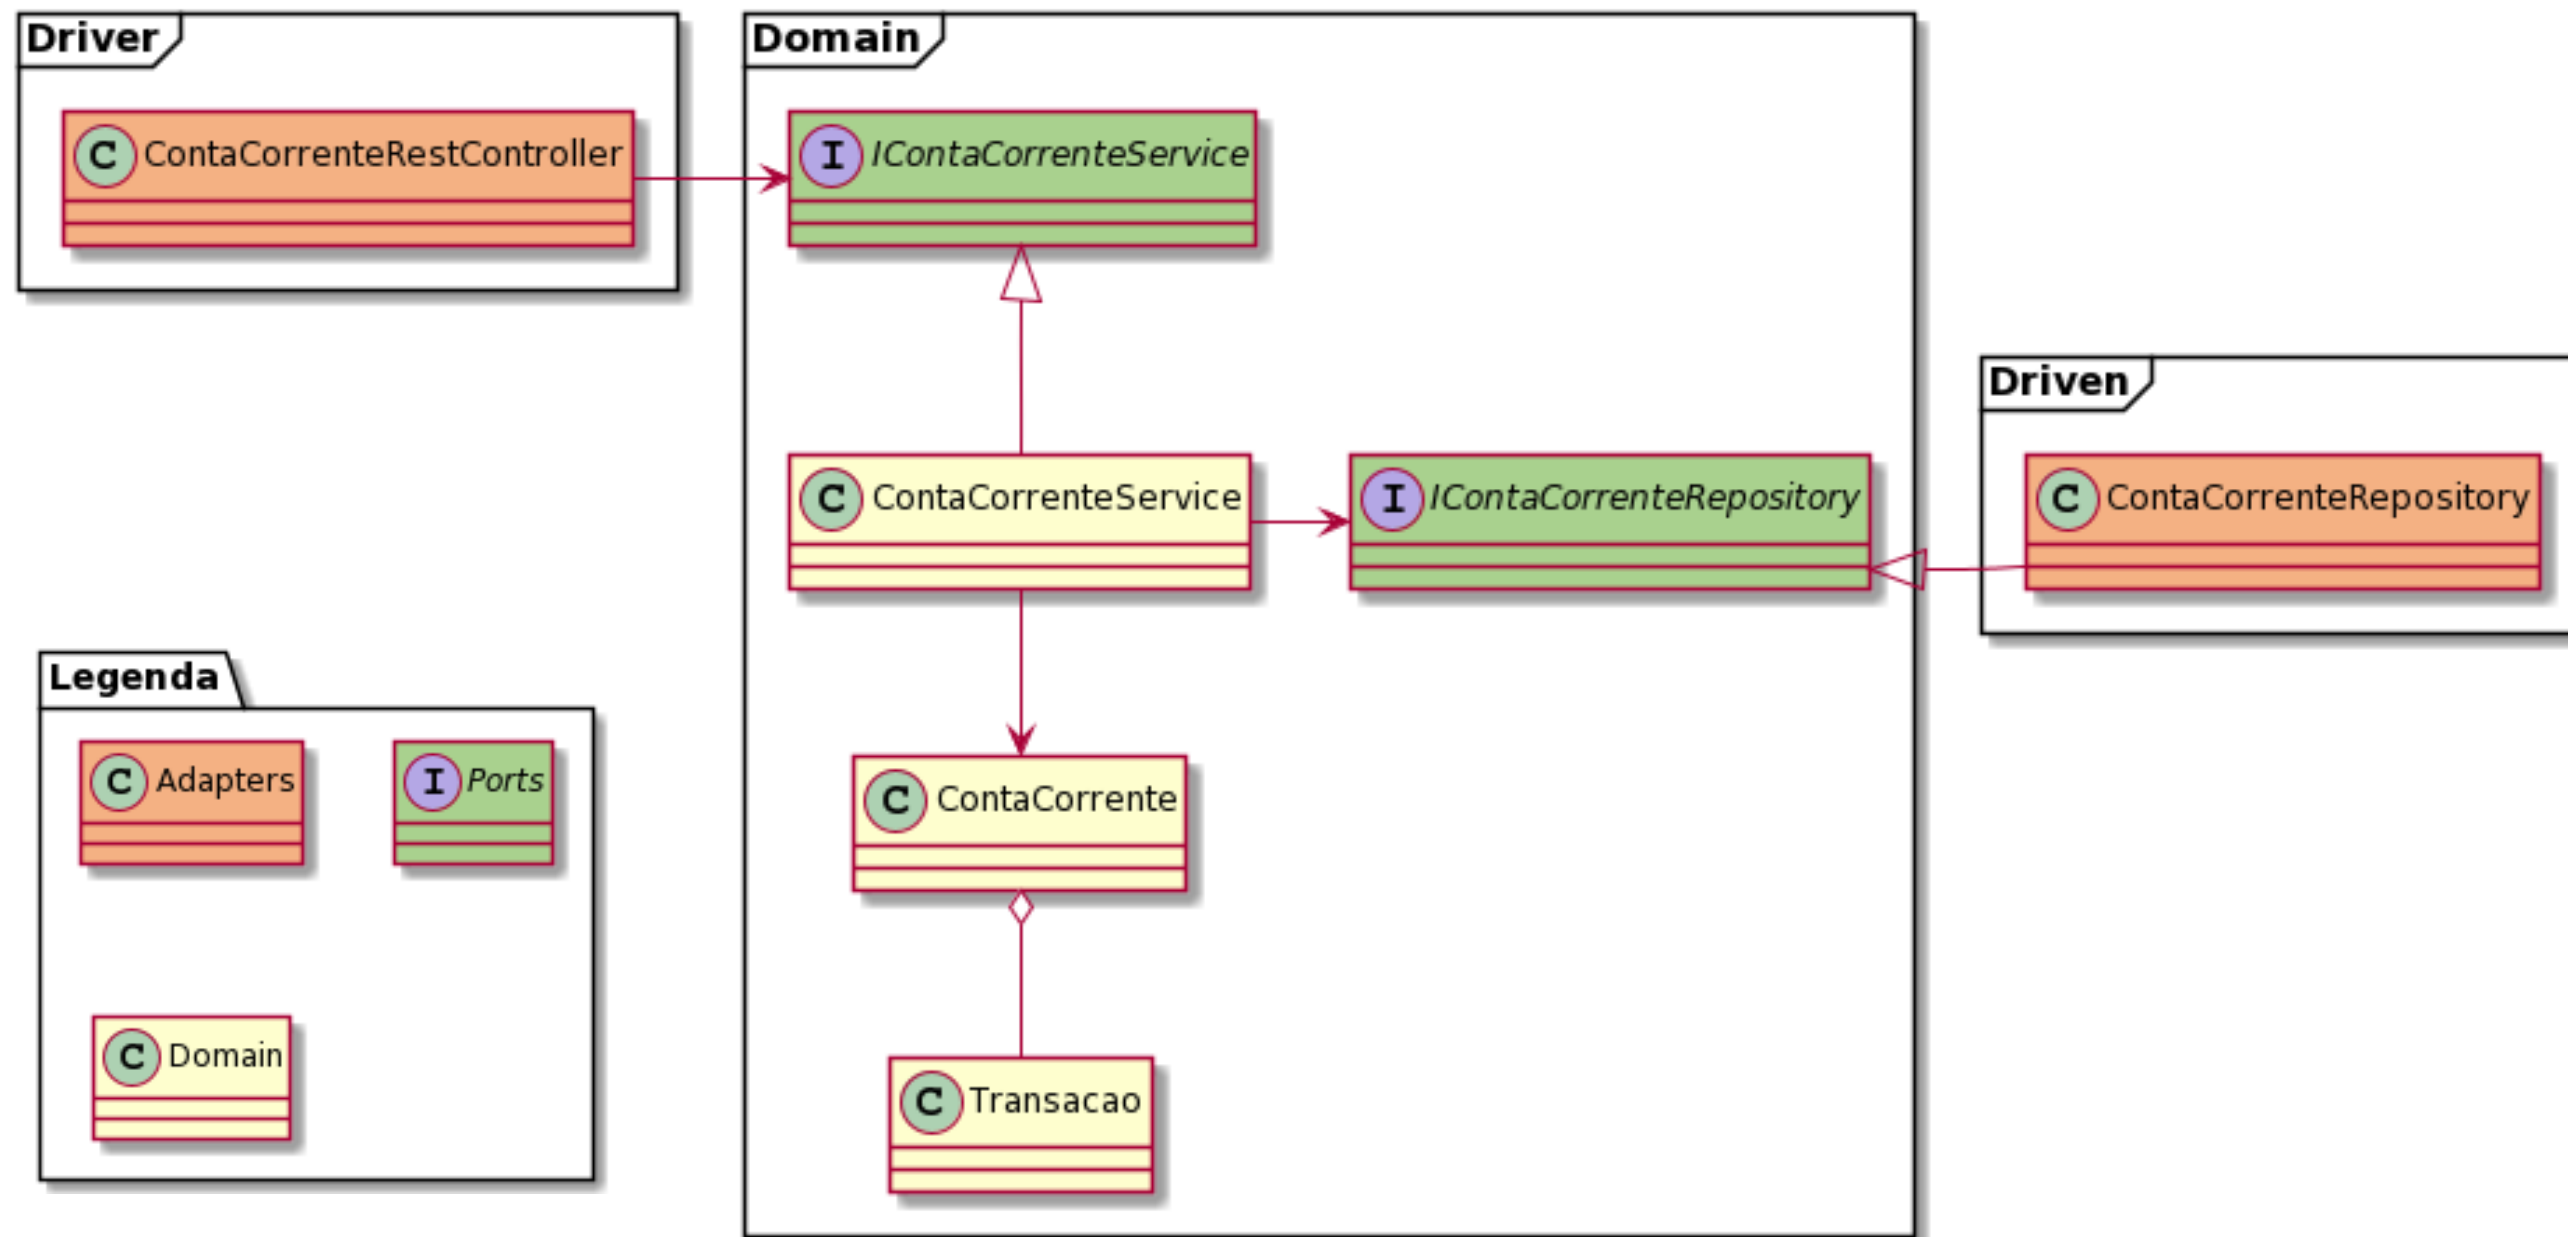 Driver
C ContaCorrenteRestController
Domain
I IContaCorrenteService
C ContaCorrenteService
I IContaCorrenteRepository
Driven
C ContaCorrenteRepository
C ContaCorrente
C Transacao
Legenda
C Adapters
I Ports
C Domain